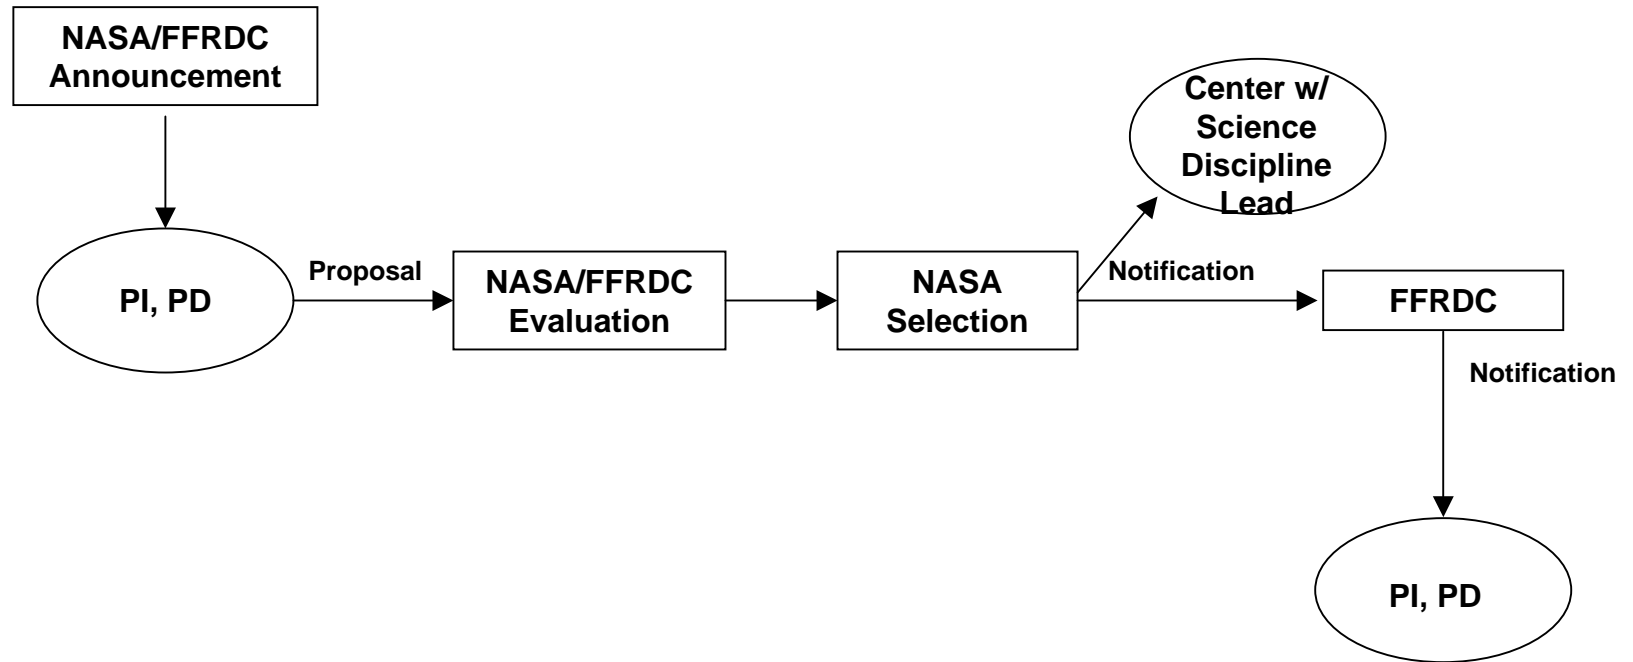 NASA/FFRDC
Announcement
Center w/
Science
Discipline
Lead
PI, PD
Proposal
NASA/FFRDC
Evaluation
NASA
Selection
Notification
FFRDC
Notification
PI, PD